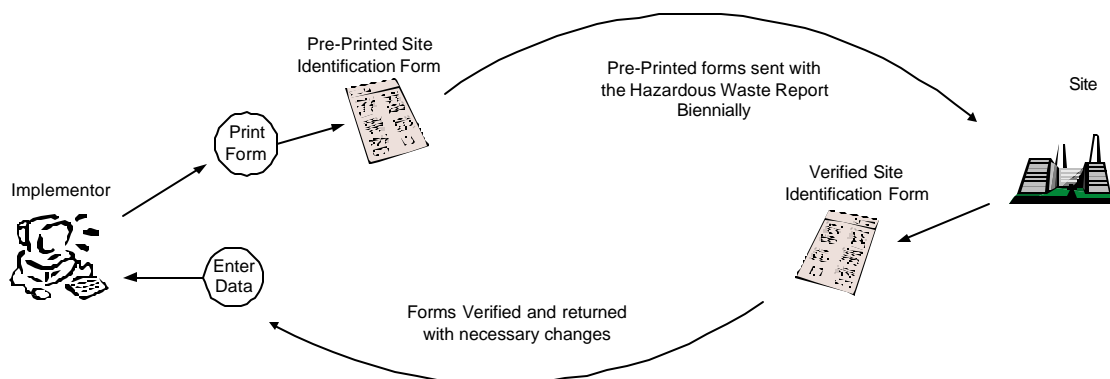 Pre-Printed Site
Identification Form
Pre-Printed forms sent with
the Hazardous Waste Report
Biennially
Site
Print
Form
Implementor
Verified Site
Identification Form
Enter
Data
Forms Verified and returned
with necessary changes